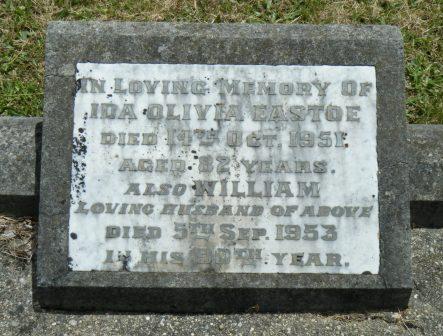 IN LOVING MEMORY OF
IDA OLIVIA EASTOE
DIED 14TH OCT. 1951.
AGED 82 YEARS.
ALSO WILLIAM
LOVING HUSBAND OF ABOVE
DIED 5TH SEP. 1953
IN HIS 90TH YEAR.